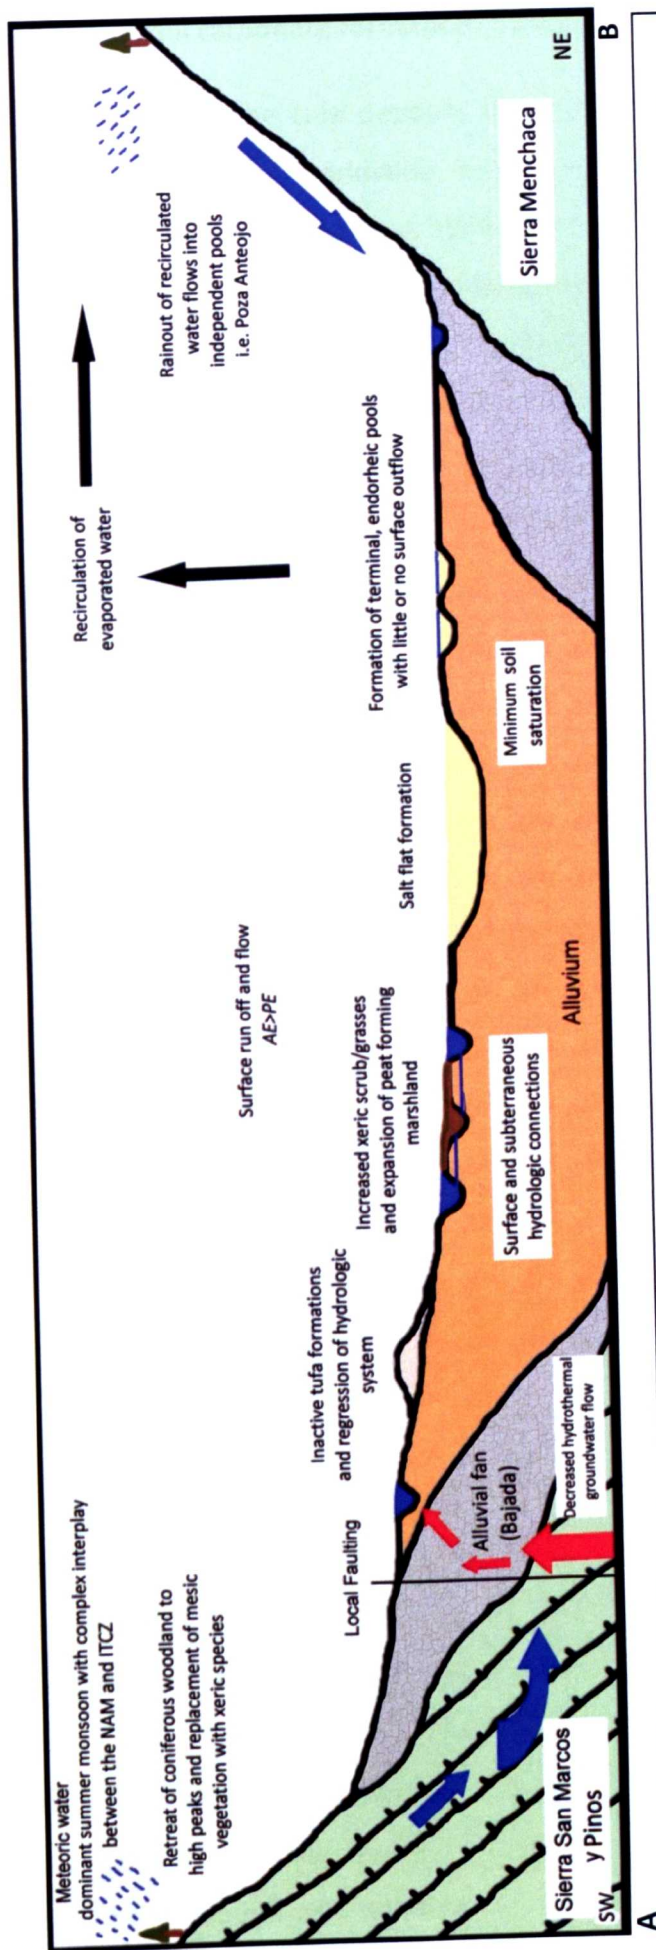 Meteoric water
dominant summer monsoon with complex interplay
between the NAM and ITCZ
Retreat of coniferous woodland to
high peaks and replacement of mesic
vegetation with xeric species
Local Faulting
Inactive tufa formations
and regression of hydrologic
system
Surface run off and flow
AE>PE
Increased xeric scrub/grasses
and expansion of peat forming
marshland
Salt flat formation
Recirculation of
evaporated water
Formation of terminal, endorheic pools
with little or no surface outflow
Rainout of recirculated
water flows into
independent pools
i.e. Poza Anteojo
Alluvial fan
(Bajada)
Decreased hydrothermal
groundwater flow
Surface and subterraneous
hydrologic connections
Alluvium
Minimum soil
saturation
Sierra San Marcos
y Pinos
SW
Sierra Menchaca
NE
A
B